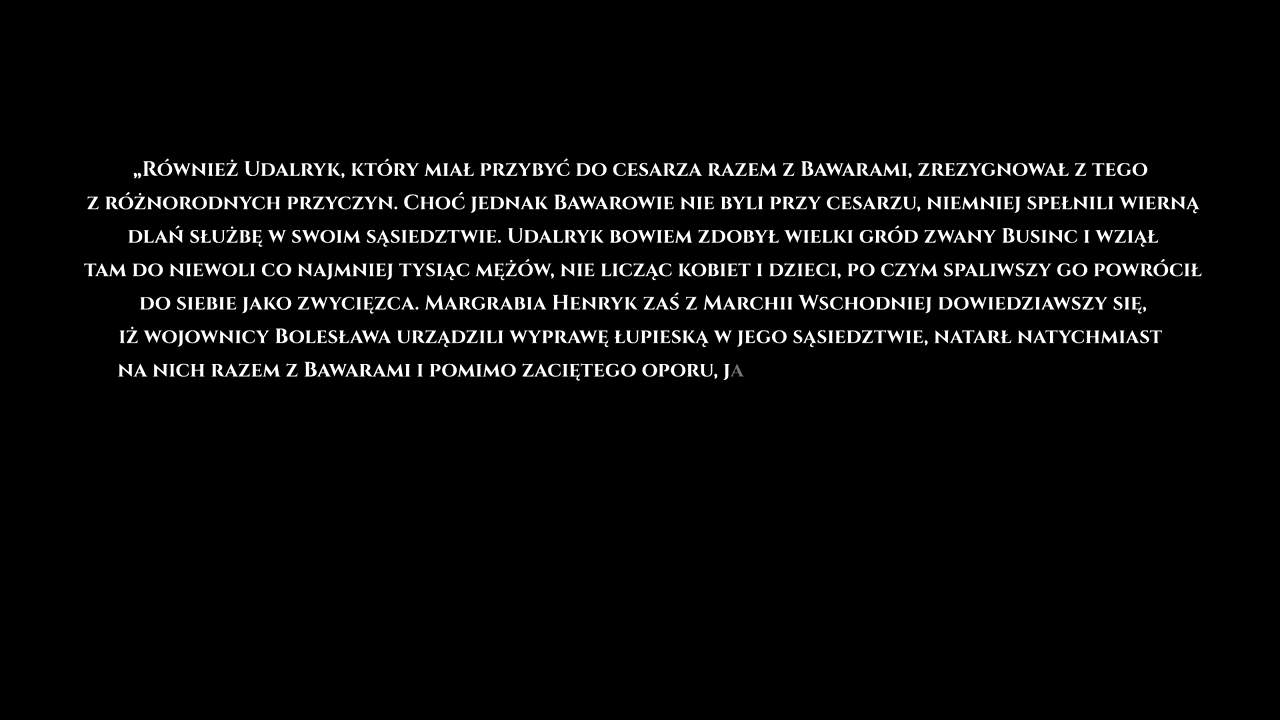 „Również Udalryk, który miał przybyć do cesarza razem z Bawarami, zrezygnował z tego
z różnorodnych przyczyn. Choć jednak Bawarowie nie byli przy cesarzu, niemniej spełnili wierną
dlań służbę w swoim sąsiedztwie. Udalryk bowiem zdobył wielki gród zwany Businc i wziął
tam do niewoli co najmniej tysiąc mężów, nie licząc kobiet i dzieci, po czym spaliwszy go powrócił
do siebie jako zwycięzca. Margrabia Henryk zaś z Marchii Wschodniej dowiedziawszy się,
iż wojownicy Bolesława urządzili wyprawę łupieską w jego sąsiedztwie, natarł natychmiast
na nich razem z Bawarami i pomimo zaciętego oporu, ja